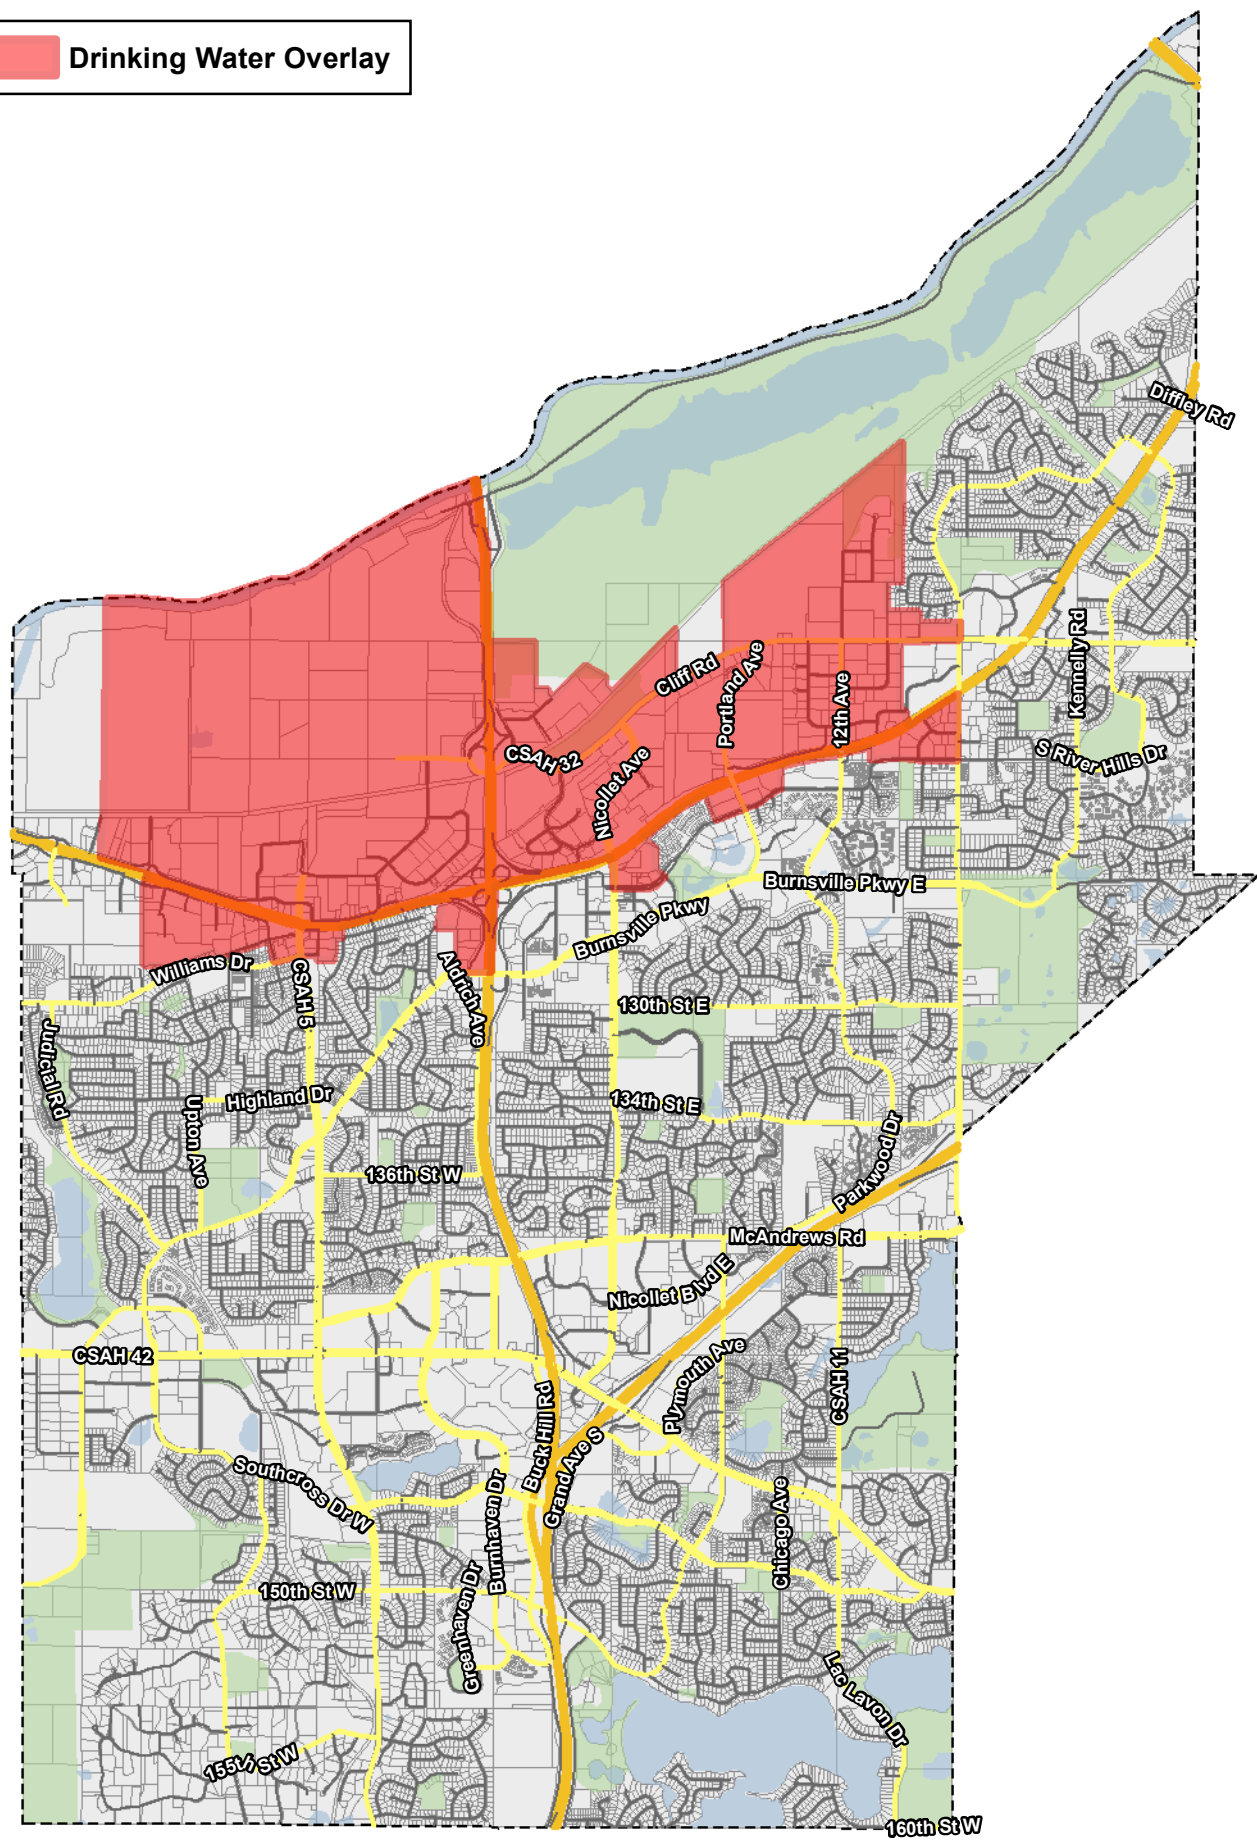 Drinking Water Overlay
Diffley Rd
Cliff Rd
Portland Ave
12th Ave
Kennelly Rd
S River Hills Dr
CSAH 32
Nicollet Ave
Burnsville Pkwy E
Burnsville Pkwy
Williams Dr
CSAH 5
Aldrich Ave
130th St E
Judicial Rd
Upton Ave
Highland Dr
134th St E
136th St W
Parkwood Dr
McAndrews Rd
Nicollet Blvd E
CSAH 42
Plymouth Ave
CSAH 11
Buck Hill Rd
Grand Ave S
Southcross Dr W
Burnhaven Dr
Chicago Ave
150th St W
Greenhaven Dr
Lac Lavon Dr
155th St W
160th St W